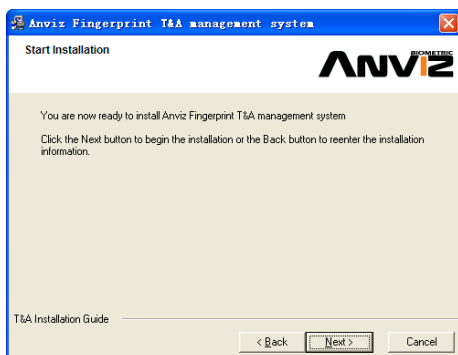 Anviz Fingerprint T&A management system
Start Installation
BIOMETRIC
ANVIZ
You are now ready to install Anviz Fingerprint T&A management system
Click the Next button to begin the installation or the Back button to reenter the installation
information.
T&A Installation Guide
< Back Next > Cancel